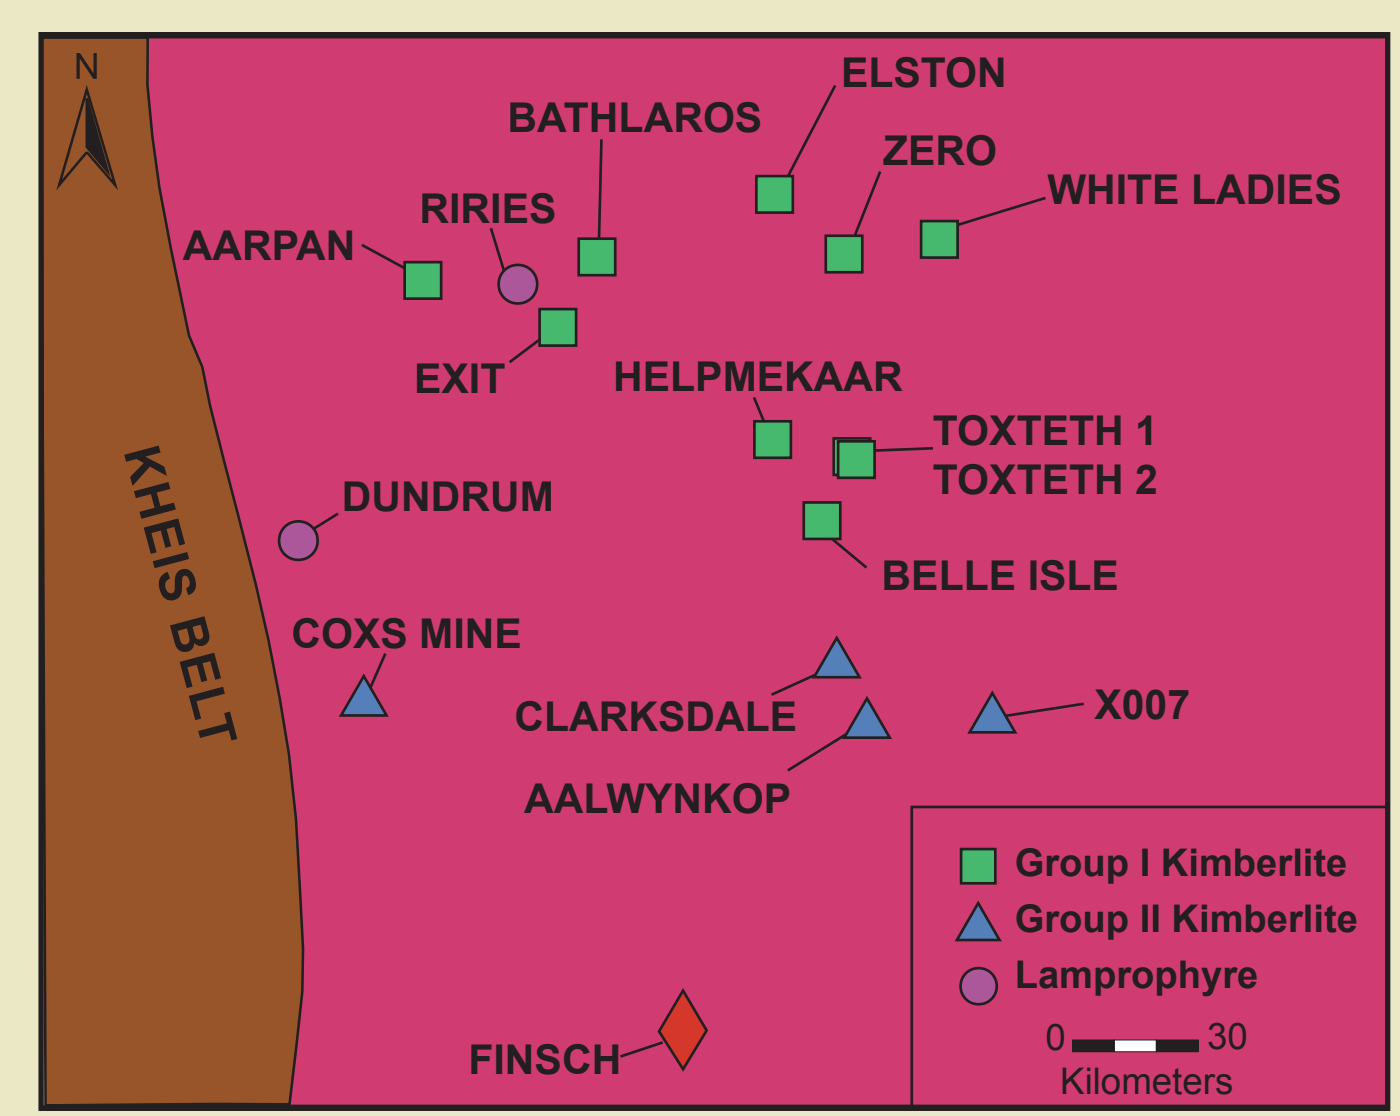 N
ELSTON
BATHLAROS
ZERO
WHITE LADIES
RIRIES
AARPAN
EXIT
HELPMEKAAR
TOXTETH 1
TOXTETH 2
DUNDRUM
BELLE ISLE
KHEIS BELT
COXS MINE
CLARKSDALE
X007
AALWYNKOP
Group I Kimberlite
Group II Kimberlite
Lamprophyre
0 30
Kilometers
FINSCH